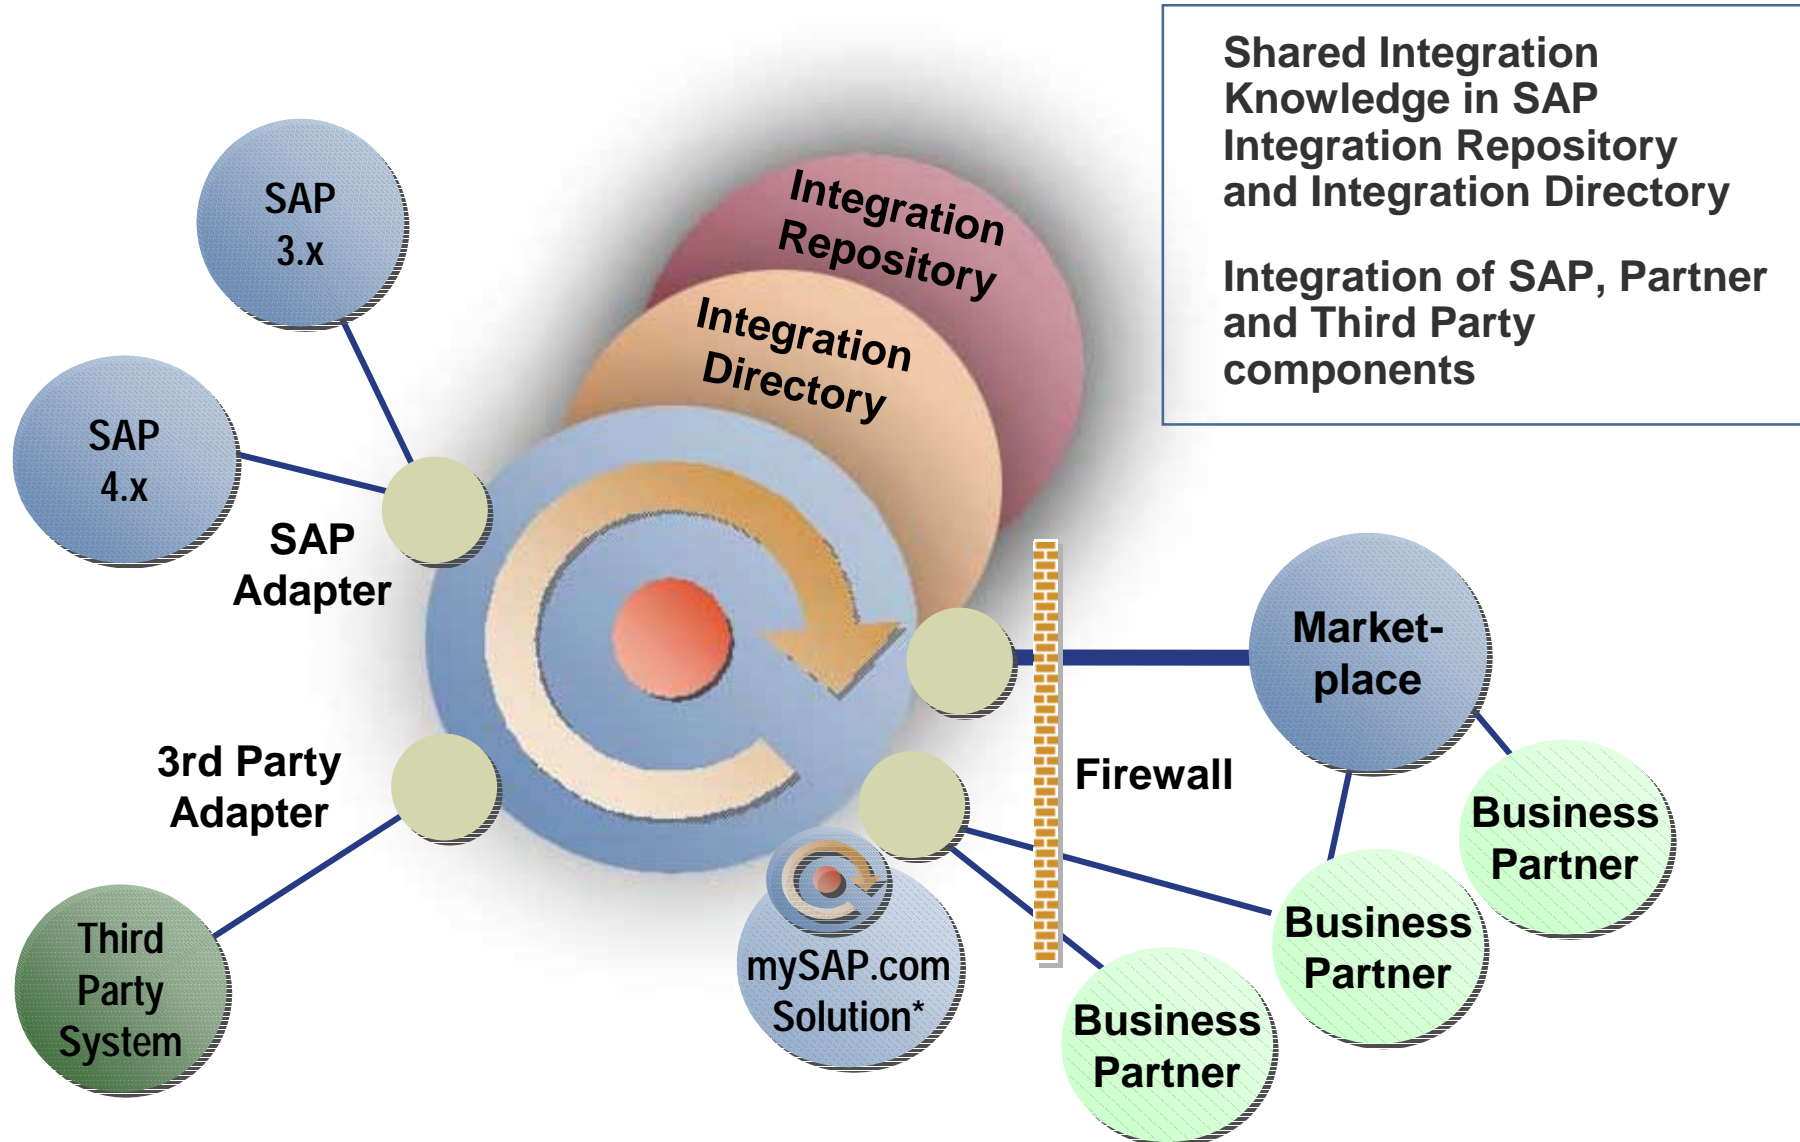 Shared Integration
Knowledge in SAP
Integration Repository
and Integration Directory
Integration of SAP, Partner
and Third Party
components
Integration
Repository
Integration
Directory
SAP
3.x
SAP
4.x
SAP
Adapter
3rd Party
Adapter
Third
Party
System
mySAP.com
Solution*
Firewall
Market-
place
Business
Partner
Business
Partner
Business
Partner